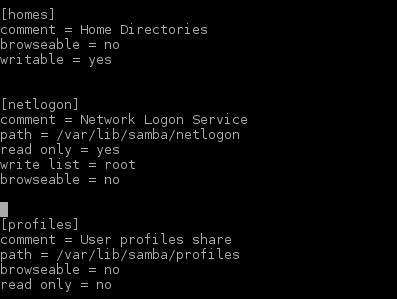 [homes]
comment = Home Directories
browseable = no
writable = yes
[netlogon]
comment = Network Logon Service
path = /var/lib/samba/netlogon
read only = yes
write list = root
browseable = no
[profiles]
comment = User profiles share
path = /var/lib/samba/profiles
browseable = no
read only = no